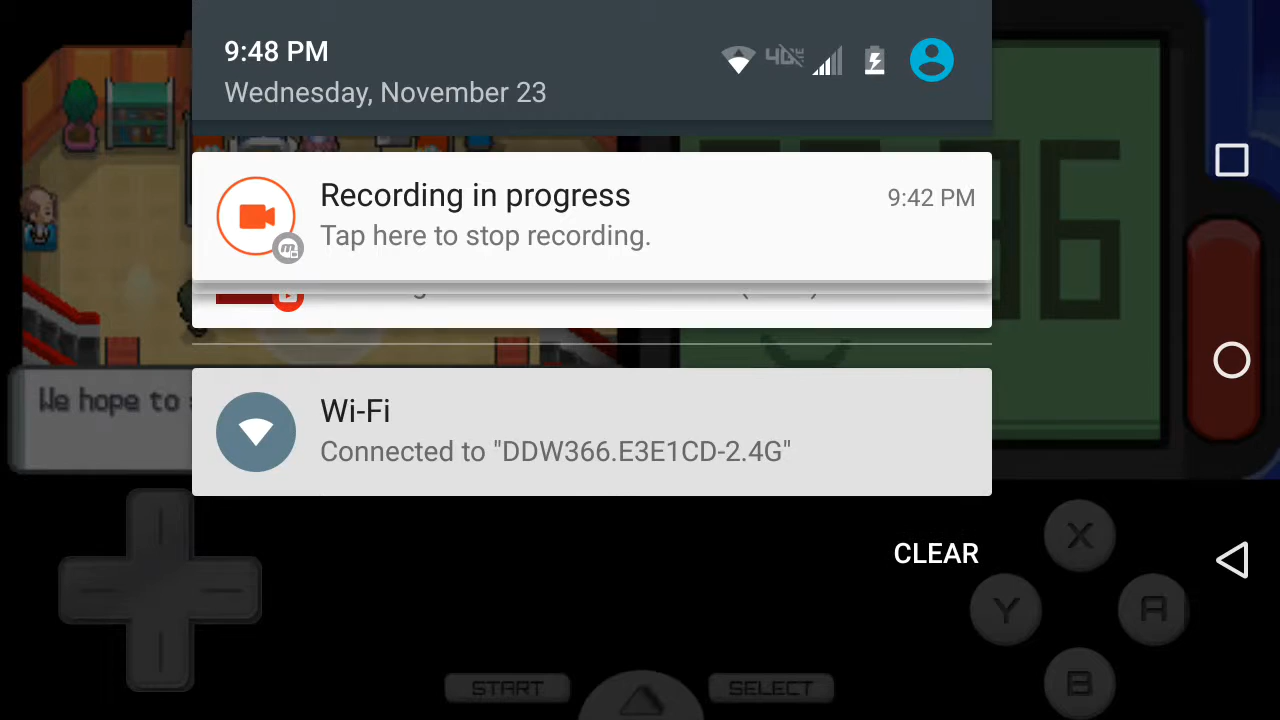 9:48 PM
4G LTE
Wednesday, November 23
Recording in progress
9:42 PM
Tap here to stop recording.
Wi-Fi
Connected to "DDW366.E3E1CD-2.4G"
We hope to
CLEAR
X
Y
A
B
START
SELECT